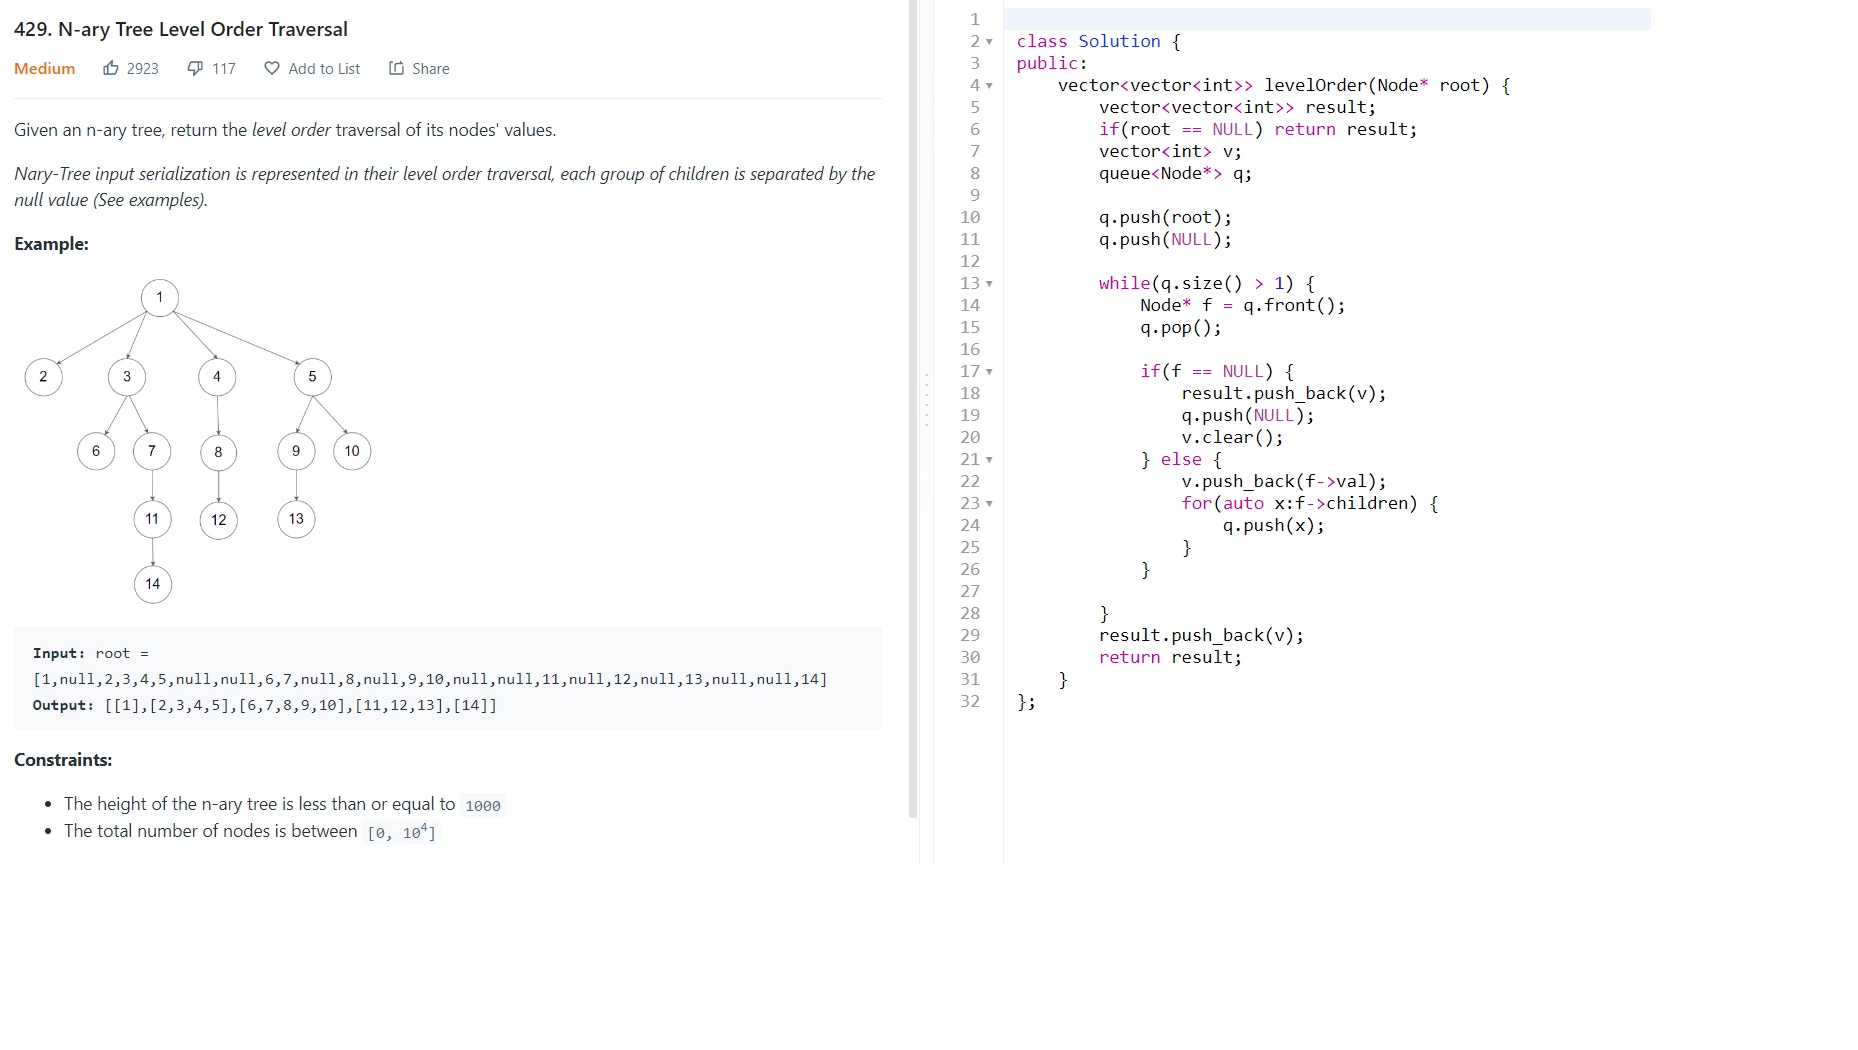 429. N-ary Tree Level Order Traversal
Medium 2923 117 Add to List Share
Given an n-ary tree, return the level order traversal of its nodes' values.
Nary-Tree input serialization is represented in their level order traversal, each group of children is separated by the
null value (See examples).
Example:
1
2 3 4 5
6 7 8 9 10
11 12 13
14
Input: root =
[1,null,2,3,4,5,null,null,6,7,null,8,null,9,10,null,null,11,null,12,null,13,null,null,14]
Output: [[1],[2,3,4,5],[6,7,8,9,10],[11,12,13],[14]]
Constraints:
• The height of the n-ary tree is less than or equal to 1000
• The total number of nodes is between [0, 10^4]
1
2 class Solution {
3 public:
4     vector<vector<int>> levelOrder(Node* root) {
5         vector<vector<int>> result;
6         if(root == NULL) return result;
7         vector<int> v;
8         queue<Node*> q;
9
10         q.push(root);
11         q.push(NULL);
12
13         while(q.size() > 1) {
14             Node* f = q.front();
15             q.pop();
16
17             if(f == NULL) {
18                 result.push_back(v);
19                 q.push(NULL);
20                 v.clear();
21             } else {
22                 v.push_back(f->val);
23                 for(auto x:f->children) {
24                     q.push(x);
25                 }
26             }
27
28         }
29         result.push_back(v);
30         return result;
31     }
32 };